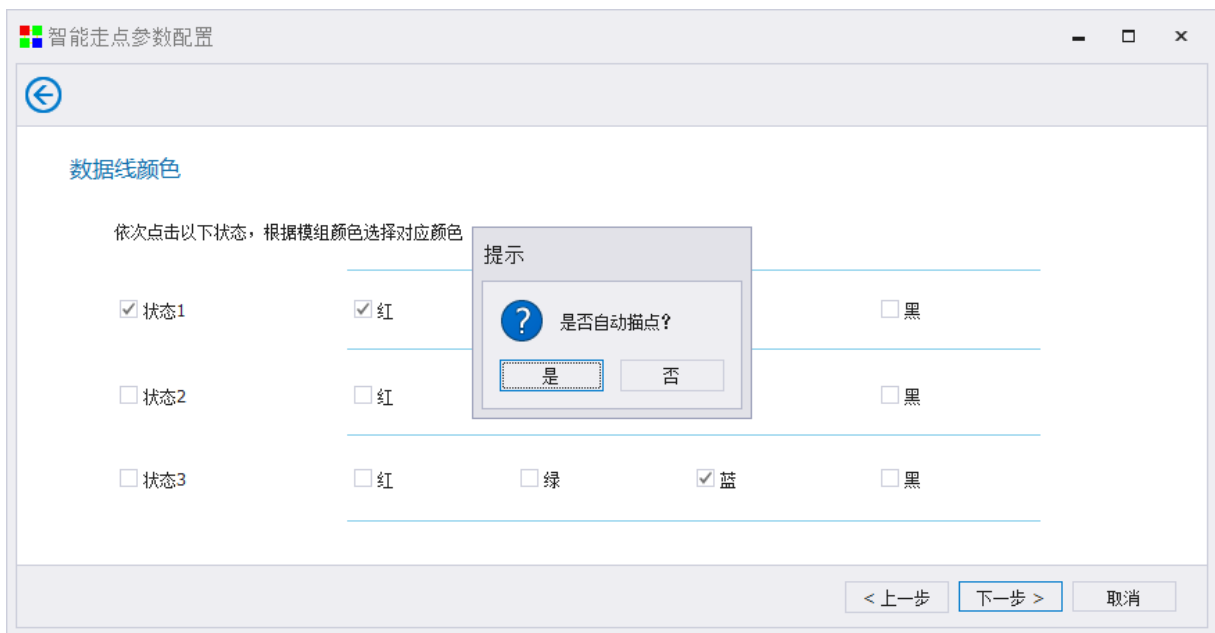 智能走点参数配置
数据线颜色
依次点击以下状态，根据模组颜色选择对应颜色
提示
状态1 红 黑
是否自动描点?
是 否
状态2 红 黑
状态3 红 绿 蓝 黑
< 上一步 下一步 > 取消